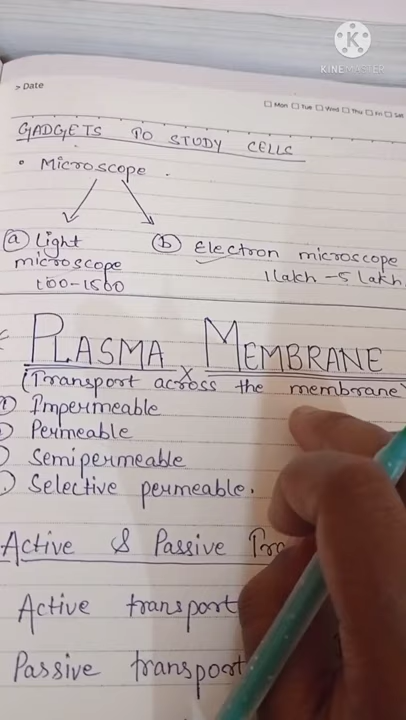 K
KINEMASTER
> Date
Mon Tue Wed Thu Fri Sat
GADGETS TO STUDY CELLS
Microscope
(a) Light microscope
100-1500
(b) Electron microscope
1 lakh - 5 lakh
PLASMA MEMBRANE
(Transport across the membrane)
Impermeable
Permeable
Semipermeable
Selective permeable.
Active & Passive
Active transport
Passive transport